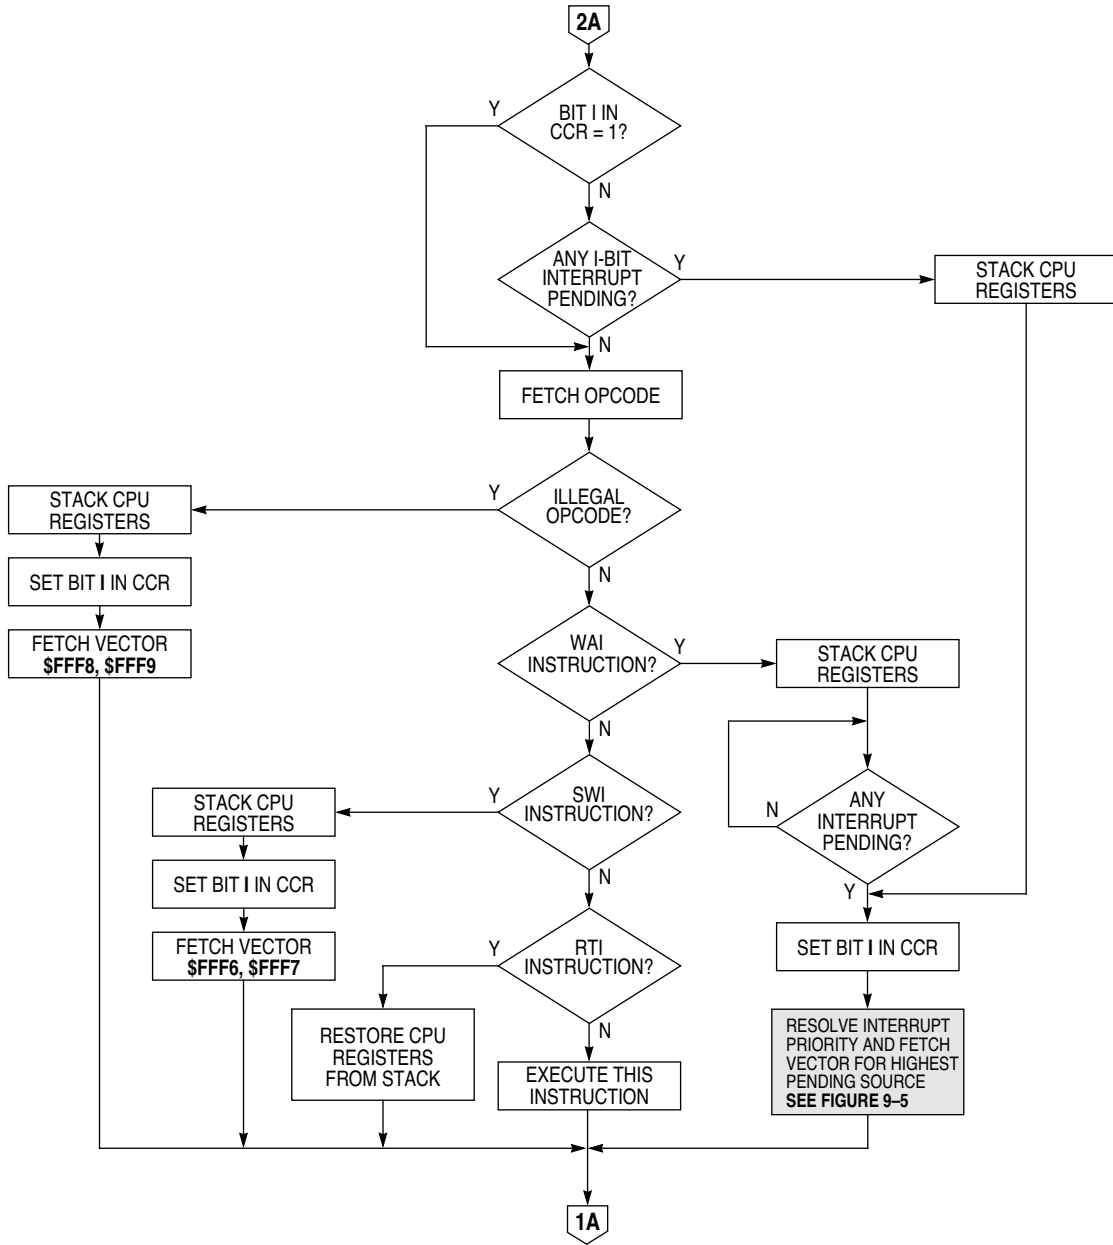 2A
BIT I IN
CCR = 1?
Y
N
ANY I-BIT
INTERRUPT
PENDING?
Y
N
STACK CPU
REGISTERS
FETCH OPCODE
ILLEGAL
OPCODE?
Y
N
STACK CPU
REGISTERS
SET BIT I IN CCR
FETCH VECTOR
$FFF8, $FFF9
WAI
INSTRUCTION?
Y
N
STACK CPU
REGISTERS
ANY
INTERRUPT
PENDING?
N
Y
SWI
INSTRUCTION?
Y
N
STACK CPU
REGISTERS
SET BIT I IN CCR
FETCH VECTOR
$FFF6, $FFF7
RTI
INSTRUCTION?
Y
N
SET BIT I IN CCR
RESTORE CPU
REGISTERS
FROM STACK
EXECUTE THIS
INSTRUCTION
RESOLVE INTERRUPT
PRIORITY AND FETCH
VECTOR FOR HIGHEST
PENDING SOURCE
SEE FIGURE 9–5
1A